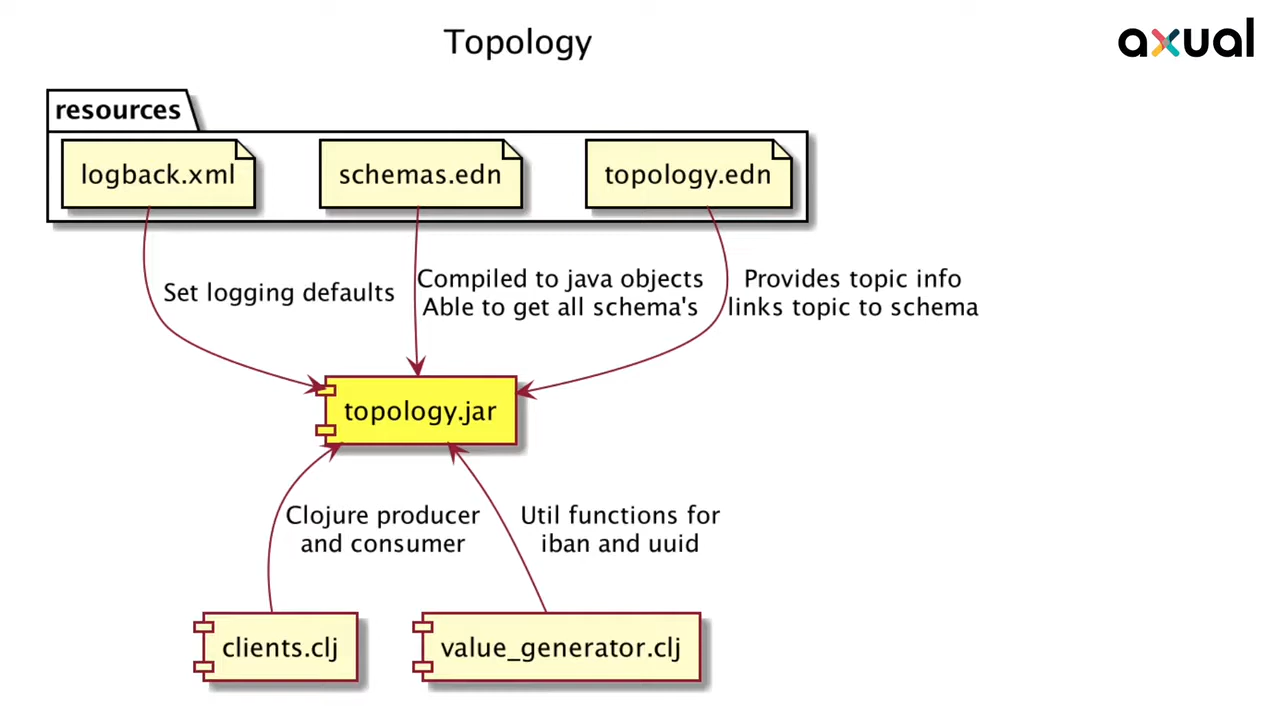 Topology
axual
resources
logback.xml
schemas.edn
topology.edn
Set logging defaults
Compiled to java objects
Able to get all schema's
Provides topic info
links topic to schema
topology.jar
Clojure producer
and consumer
Util functions for
iban and uuid
clients.clj
value_generator.clj